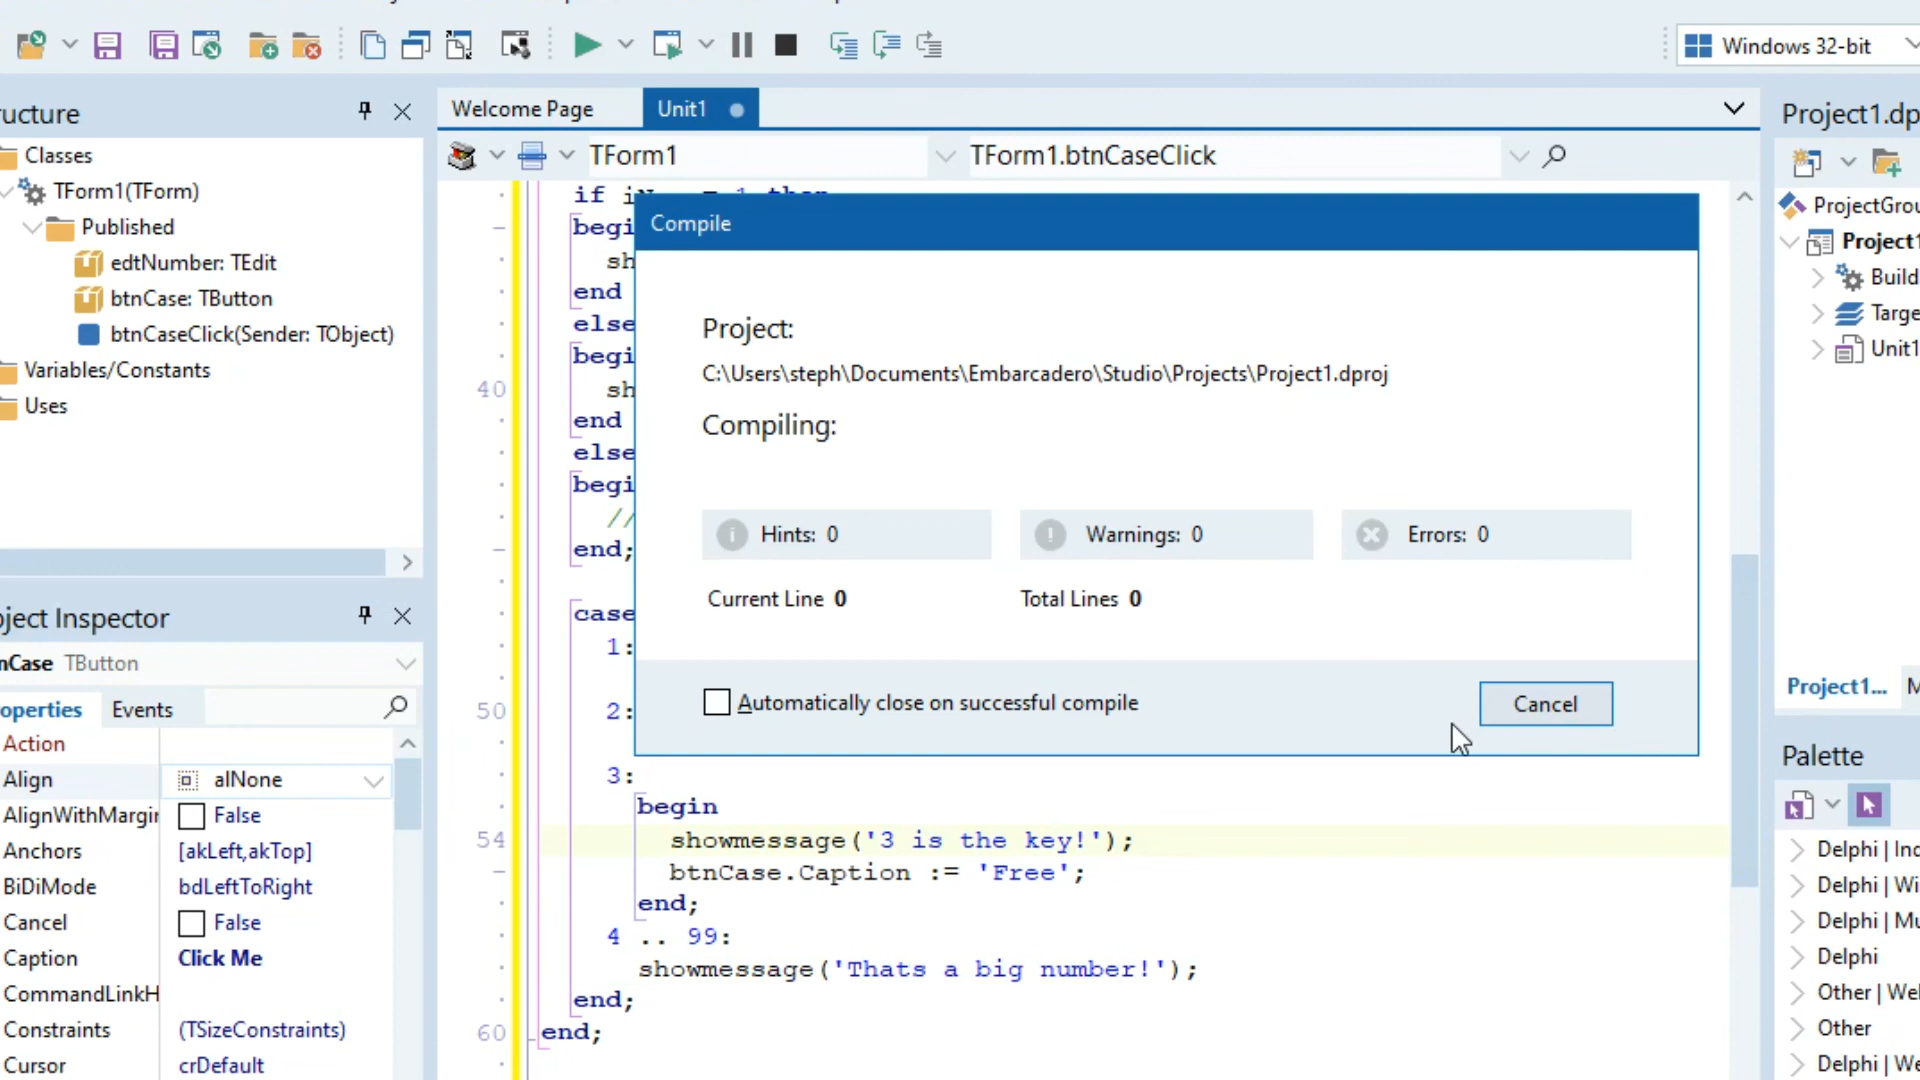 Windows 32-bit
ucture
Classes
TForm1(TForm)
Published
edtNumber: TEdit
btnCase: TButton
btnCaseClick(Sender: TObject)
Variables/Constants
Uses
ject Inspector
nCase TButton
operties Events
Action
Align alNone
AlignWithMargin False
Anchors [akLeft,akTop]
BiDiMode bdLeftToRight
Cancel False
Caption Click Me
CommandLinkH
Constraints (TSizeConstraints)
Cursor crDefault
Welcome Page Unit1
TForm1 TForm1.btnCaseClick
if = 1 then
begi
sh
end
else
begi
40 sh
end
else
begi
//
end;
case
1:
50 2:
3:
begin
54 showmessage('3 is the key!');
btnCase.Caption := 'Free';
end;
4 .. 99:
showmessage('Thats a big number!');
end;
60 end;
Compile
Project:
C:\Users\steph\Documents\Embarcadero\Studio\Projects\Project1.dproj
Compiling:
Hints: 0 Warnings: 0 Errors: 0
Current Line 0 Total Lines 0
Automatically close on successful compile
Cancel
Project1.dp
ProjectGrou
Project1
Build
Targe
Unit1
Project1... M
Palette
Delphi | Ind
Delphi | Wi
Delphi | Mu
Delphi
Other | Wel
Other
Delphi | We